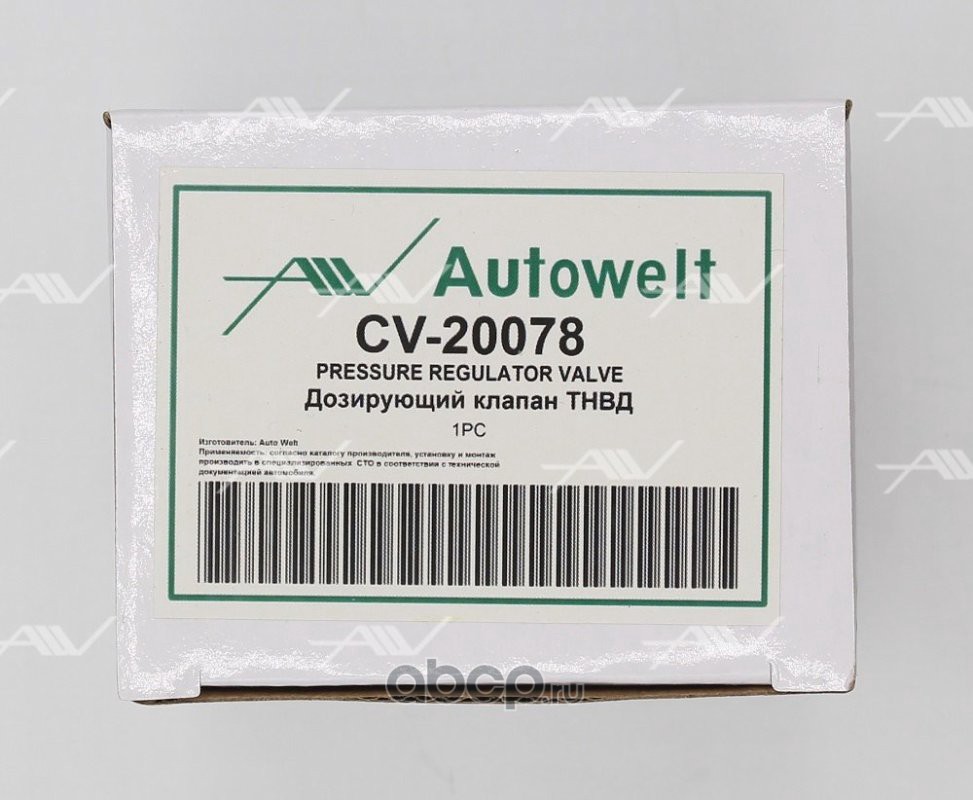 Autowelt
CV-20078
PRESSURE REGULATOR VALVE
Дозирующий клапан ТНВД
1PC
Изготовитель: Auto Welt
Применяемость: согласно каталогу производителя, установку и монтаж
производить в специализированных СТО в соответствии с технической
документацией автомобиля.
abcp.ru